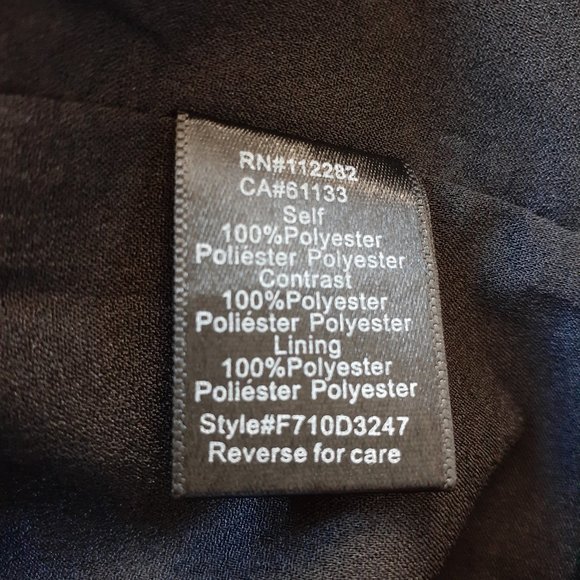 RN#112282
CA#61133
Self
100%Polyester
Poliéster Polyester
Contrast
100%Polyester
Poliéster Polyester
Lining
100%Polyester
Poliéster Polyester
Style#F710D3247
Reverse for care